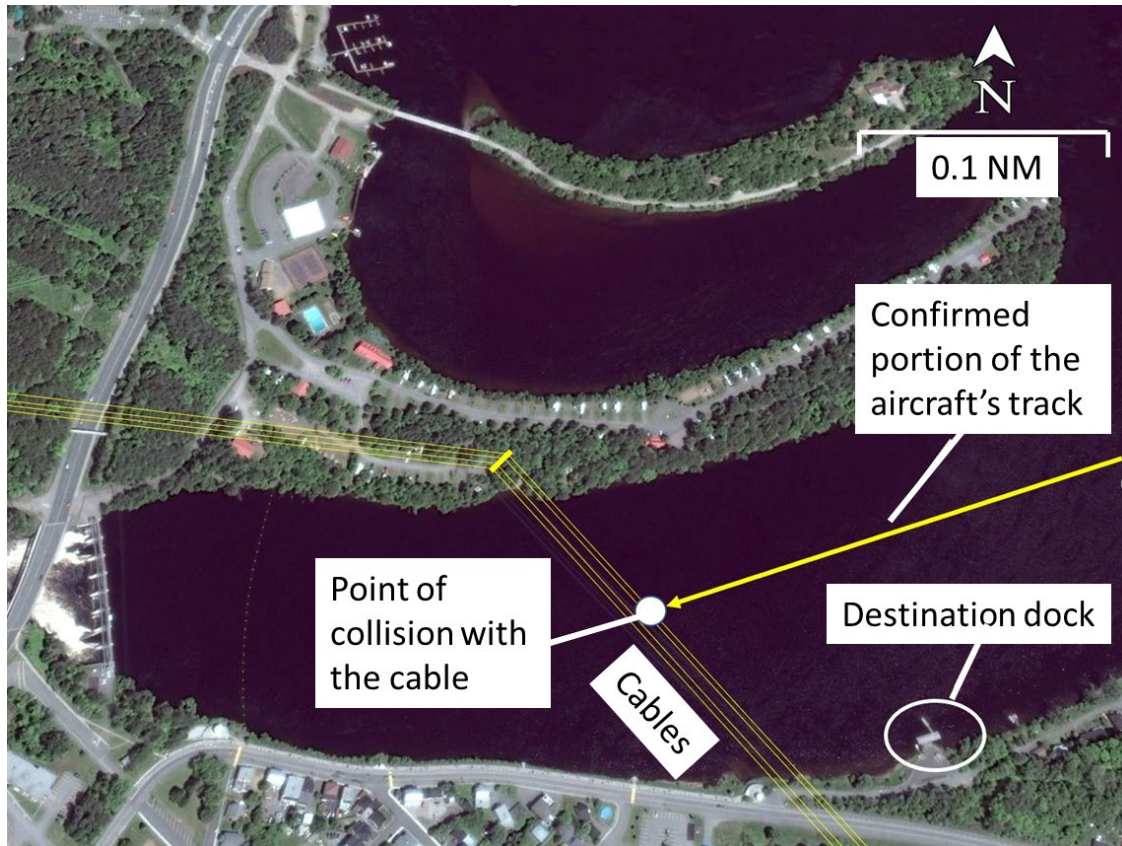 N
0.1 NM
Confirmed
portion of the
aircraft's track
Point of
collision with
the cable
Destination dock
Cables